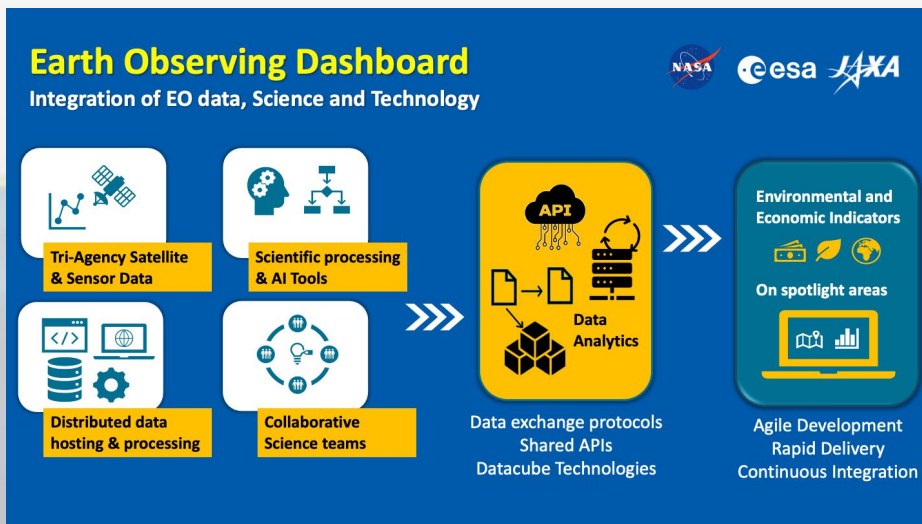 Earth Observing Dashboard
Integration of EO data, Science and Technology
NASA
esa
JAXA
Tri-Agency Satellite
& Sensor Data
Scientific processing
& AI Tools
</>
Distributed data
hosting & processing
Collaborative
Science teams
API
Data
Analytics
Data exchange protocols
Shared APIs
Datacube Technologies
Environmental and
Economic Indicators
On spotlight areas
Agile Development
Rapid Delivery
Continuous Integration